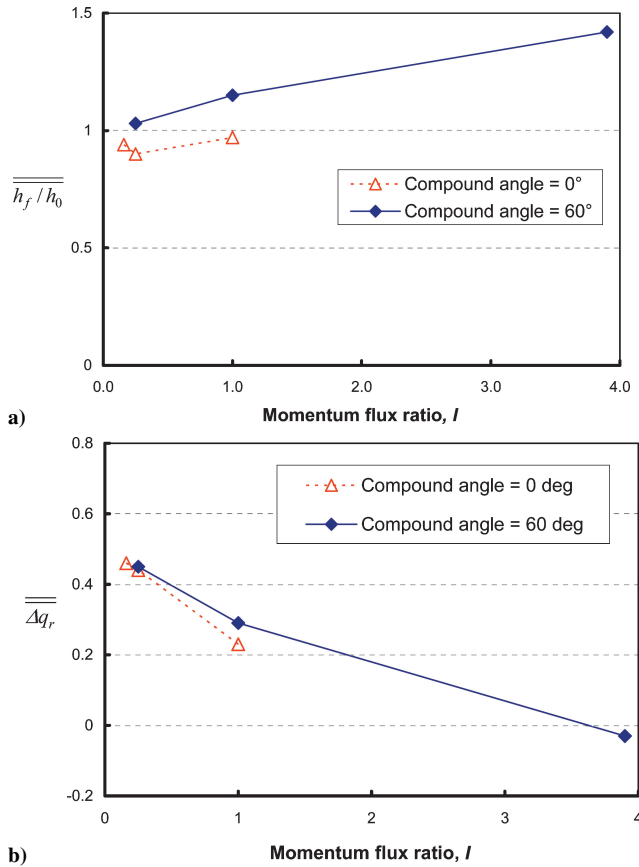 1.5
1
h_f / h_0
0.5
0
Compound angle = 0°
Compound angle = 60°
0.0 1.0 2.0 3.0 4.0
Momentum flux ratio, I
a)
0.8
0.6
0.4
Δq_r
0.2
0
-0.2
Compound angle = 0 deg
Compound angle = 60 deg
0 1 2 3 4
Momentum flux ratio, I
b)